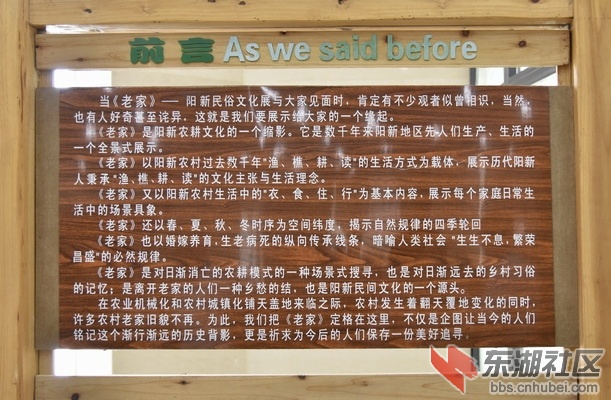 前言 As we said before
当《老家》—— 阳新民俗文化展与大家见面时，肯定有不少观者似曾相识，当然，
也有人好奇甚至诧异，这就是我们要展示给大家的一个缘起。
《老家》是阳新农耕文化的一个缩影。它是数千年来阳新地区先人们生产、生活的
一个全景式展示。
《老家》以阳新农村过去数千年“渔、樵、耕、读”的生活方式为载体，展示历代阳新
人秉承“渔、樵、耕、读”的文化主张与生活理念。
《老家》又以阳新农村生活中的“衣、食、住、行”为基本内容，展示每个家庭日常生
活中的场景具象。
《老家》还以春、夏、秋、冬时序为空间纬度，揭示自然规律的四季轮回
《老家》也以婚嫁养育，生老病死的纵向传承线条，暗喻人类社会 “生生不息，繁荣
昌盛”的必然规律。
《老家》是对日渐消亡的农耕模式的一种场景式搜寻，也是对日渐远去的乡村习俗
的记忆；是离开老家的人们一种乡愁的结，也是阳新民间文化的一个源头。
在农业机械化和农村城镇化铺天盖地来临之际，农村发生着翻天覆地变化的同时，
许多农村老家旧貌不再。为此，我们把《老家》定格在这里，不仅是企图让当今的人们
铭记这个渐行渐远的历史背影，更是祈求为今后的人们保存一份美好追寻。
东湖社区
bbs.cnhubei.com